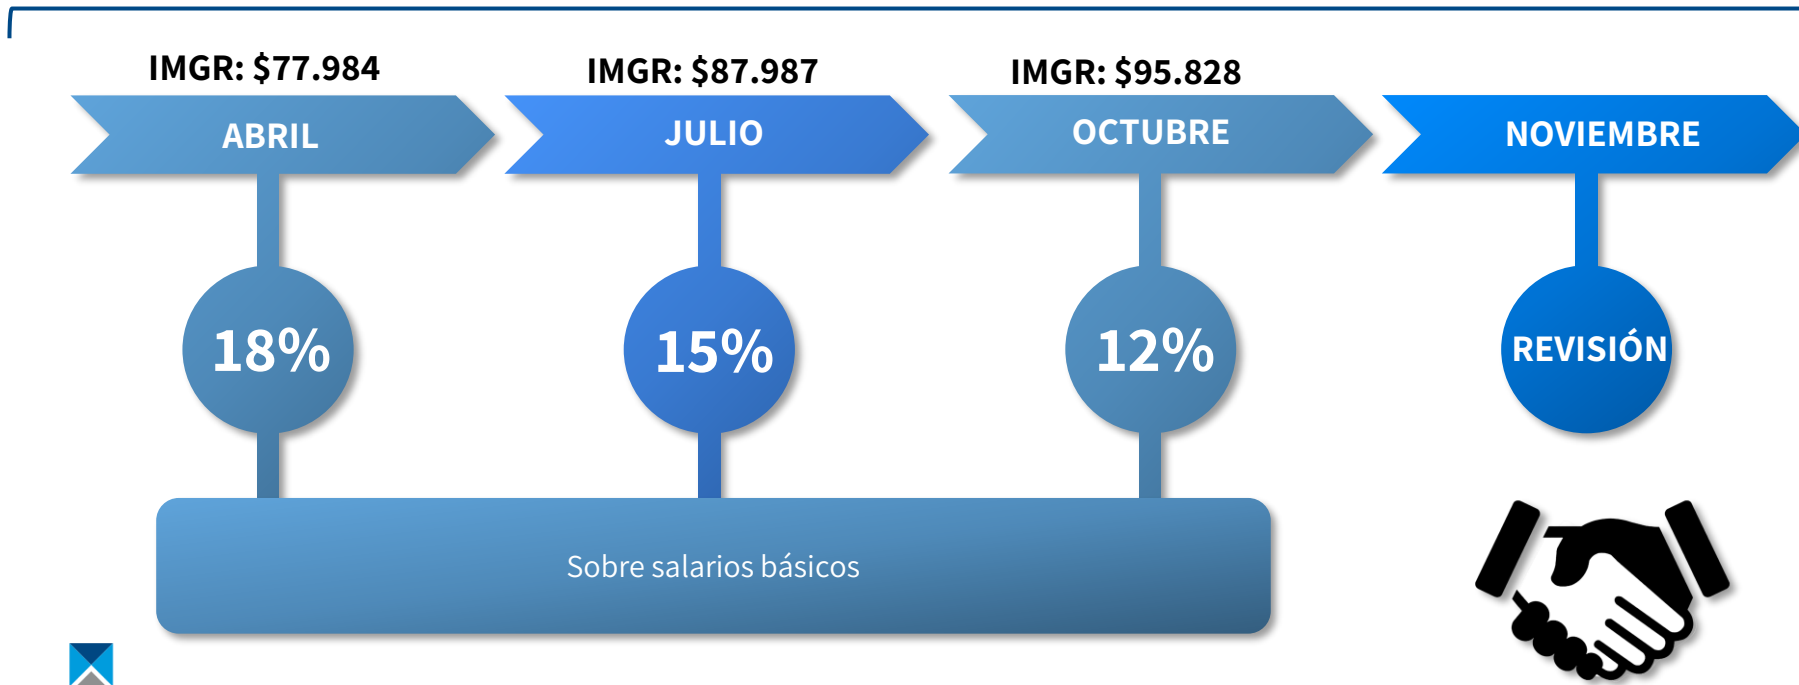 IMGR: $77.984
IMGR: $87.987
IMGR: $95.828
ABRIL
JULIO
OCTUBRE
NOVIEMBRE
18%
15%
12%
REVISIÓN
Sobre salarios básicos